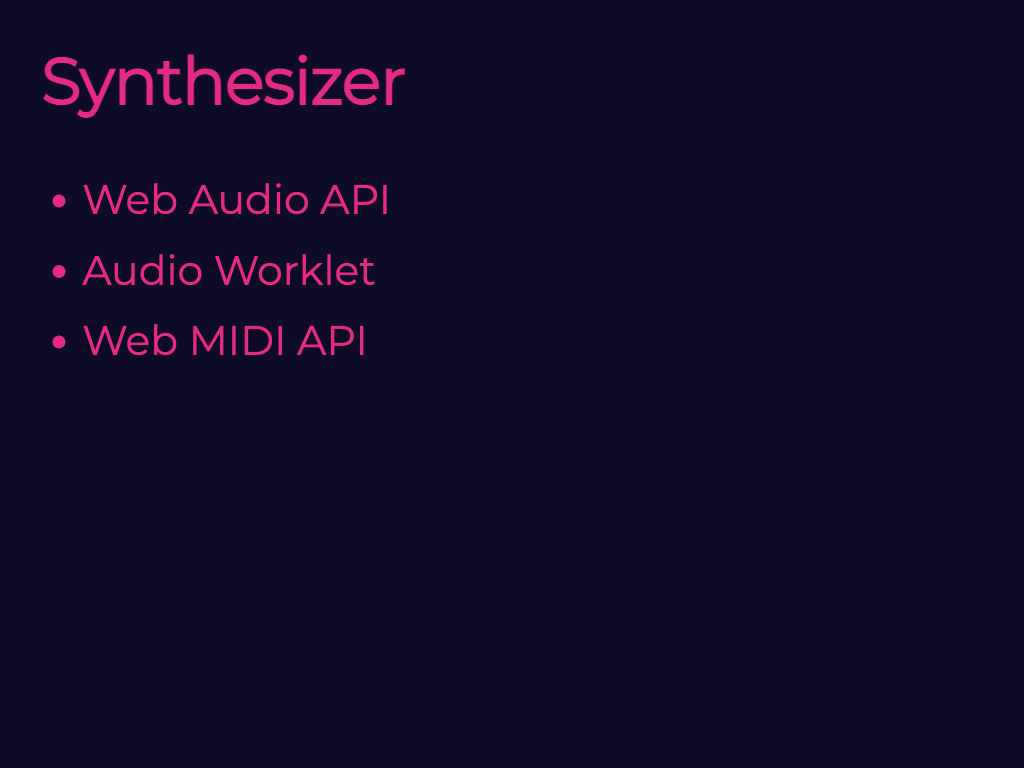 Synthesizer
• Web Audio API
• Audio Worklet
• Web MIDI API